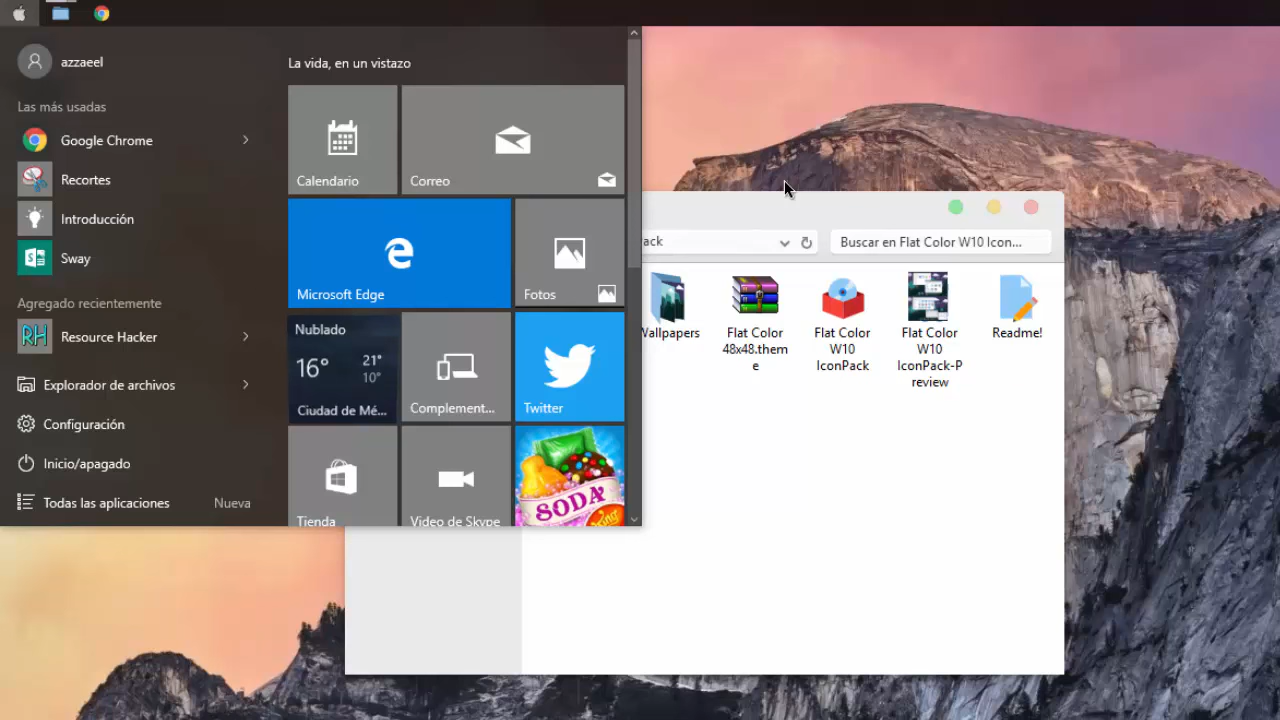 azzaeel
Las más usadas
Google Chrome
Recortes
Introducción
Sway
Agregado recientemente
RH
Resource Hacker
Explorador de archivos
Configuración
Inicio/apagado
Todas las aplicaciones
Nueva
La vida, en un vistazo
Calendario
Correo
Microsoft Edge
Fotos
Nublado
16°
21°
10°
Ciudad de Mé...
Complement...
Twitter
Tienda
Video de Skype
SODA
King
ack
Buscar en Flat Color W10 Icon...
Wallpapers
Flat Color
48x48.them
e
Flat Color
W10
IconPack
Flat Color
W10
IconPack-P
review
Readme!